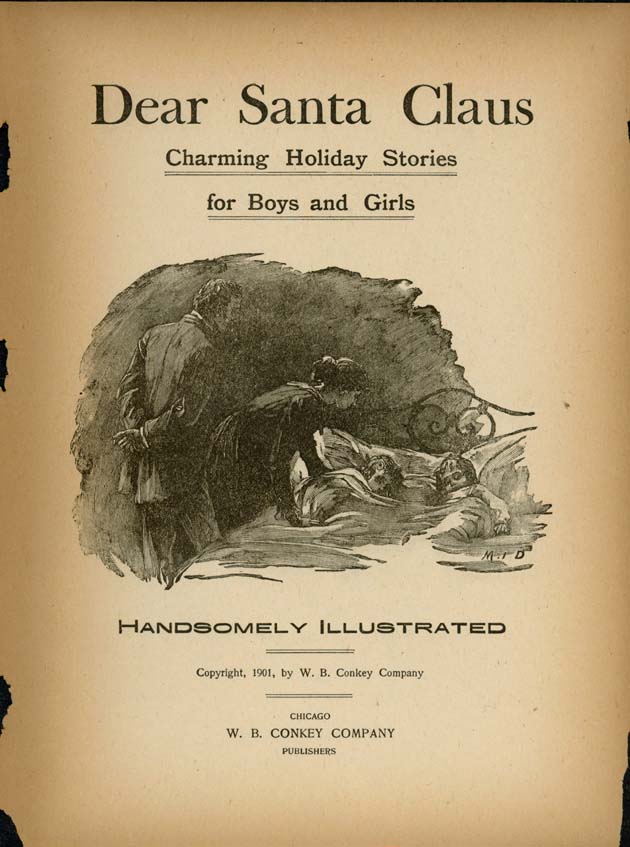 Dear Santa Claus
Charming Holiday Stories
for Boys and Girls
HANDSOMELY ILLUSTRATED
Copyright, 1901, by W. B. Conkey Company
CHICAGO
W. B. CONKEY COMPANY
PUBLISHERS